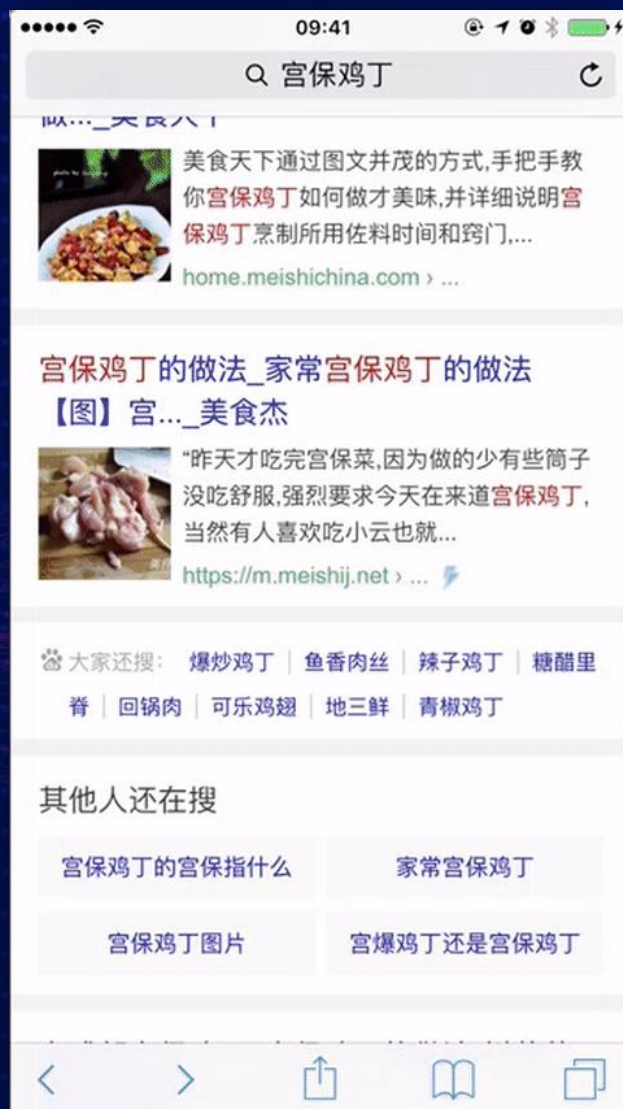 09:41
宫保鸡丁
做..._美食天下
美食天下通过图文并茂的方式,手把手教
你宫保鸡丁如何做才美味,并详细说明宫
保鸡丁烹制所用佐料时间和窍门,...
home.meishichina.com › ...
宫保鸡丁的做法_家常宫保鸡丁的做法
【图】宫..._美食杰
“昨天才吃完宫保菜,因为做的少有些筒子
没吃舒服,强烈要求今天在来道宫保鸡丁,
当然有人喜欢吃小云也就...
https://m.meishij.net › ...
大家还搜: 爆炒鸡丁 | 鱼香肉丝 | 辣子鸡丁 | 糖醋里
脊 | 回锅肉 | 可乐鸡翅 | 地三鲜 | 青椒鸡丁
其他人还在搜
宫保鸡丁的宫保指什么 家常宫保鸡丁
宫保鸡丁图片 宫爆鸡丁还是宫保鸡丁